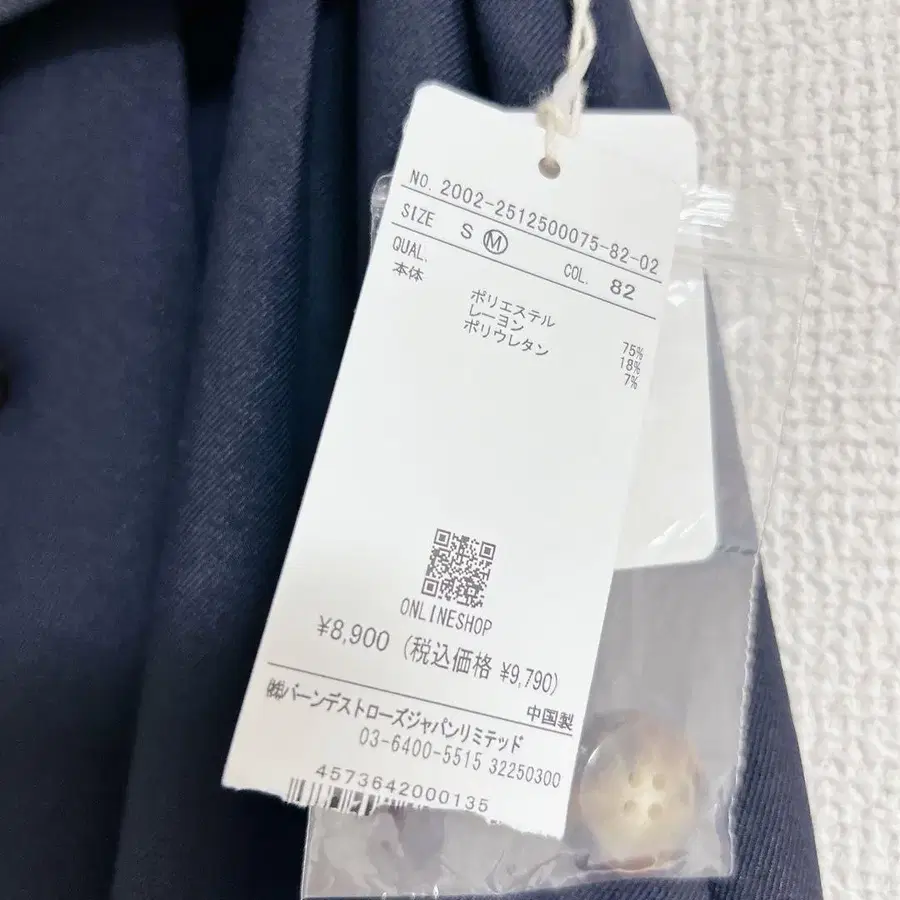 NO. 2002-2512500075-82-02
SIZE S Ⓜ COL. 82
QUAL.
本体
ポリエステル 75%
レーヨン 18%
ポリウレタン 7%
ONLINESHOP
¥8,900 (税込価格 ¥9,790)
中国製
㈱バーンデストローズジャパンリミテッド
03-6400-5515 32250300
4573642000135